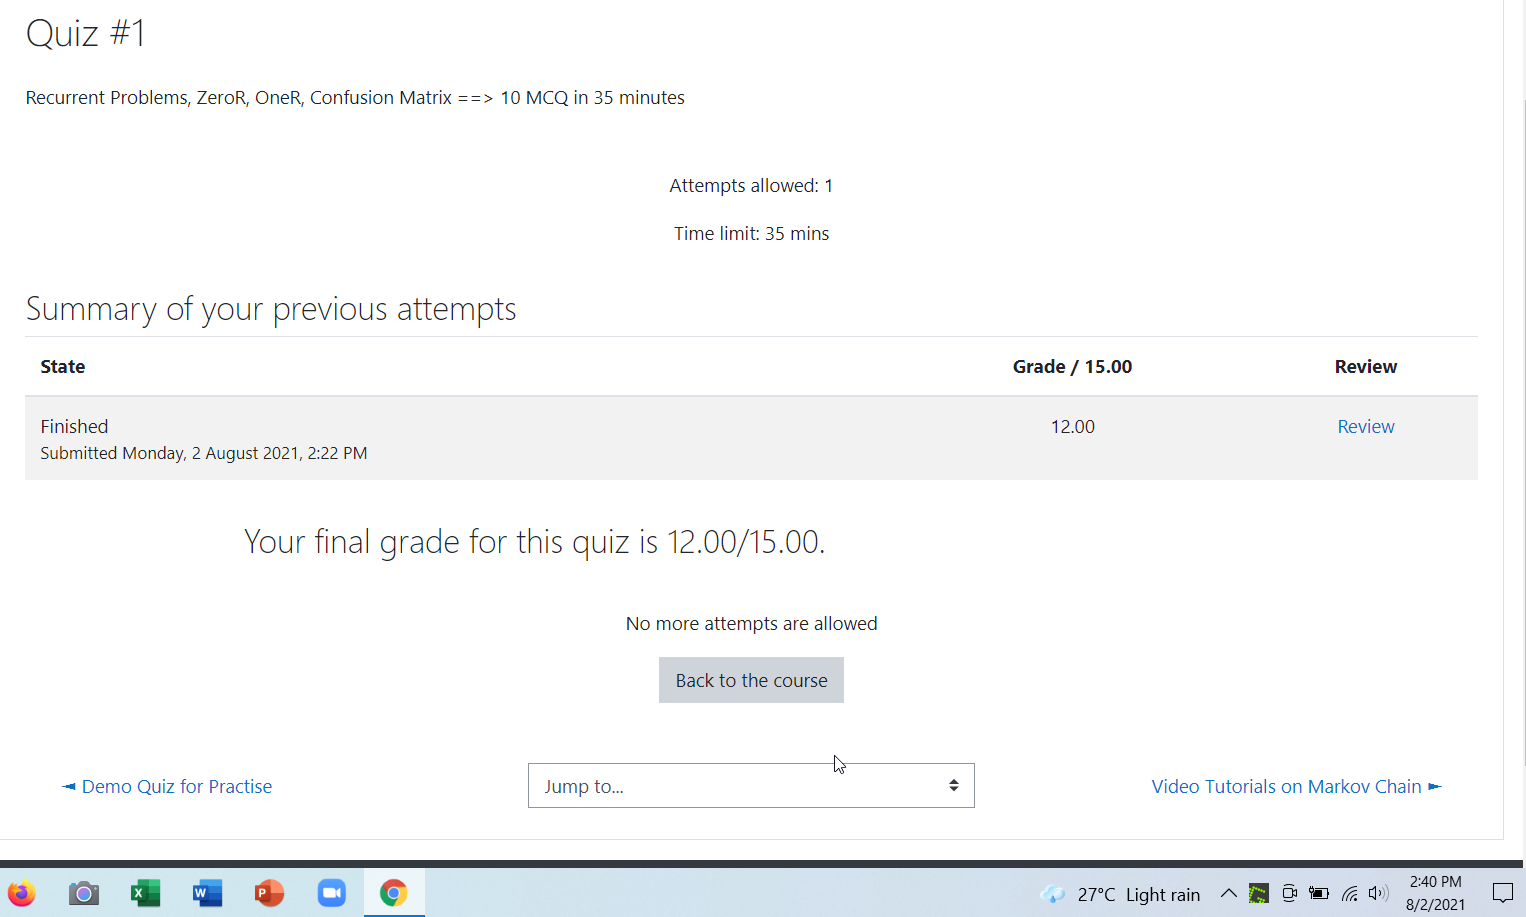 Quiz #1
Recurrent Problems, ZeroR, OneR, Confusion Matrix ==> 10 MCQ in 35 minutes
Attempts allowed: 1
Time limit: 35 mins
Summary of your previous attempts
State Grade / 15.00 Review
Finished 12.00 Review
Submitted Monday, 2 August 2021, 2:22 PM
Your final grade for this quiz is 12.00/15.00.
No more attempts are allowed
Back to the course
◄ Demo Quiz for Practise Jump to... Video Tutorials on Markov Chain ►
27°C Light rain 2:40 PM
8/2/2021